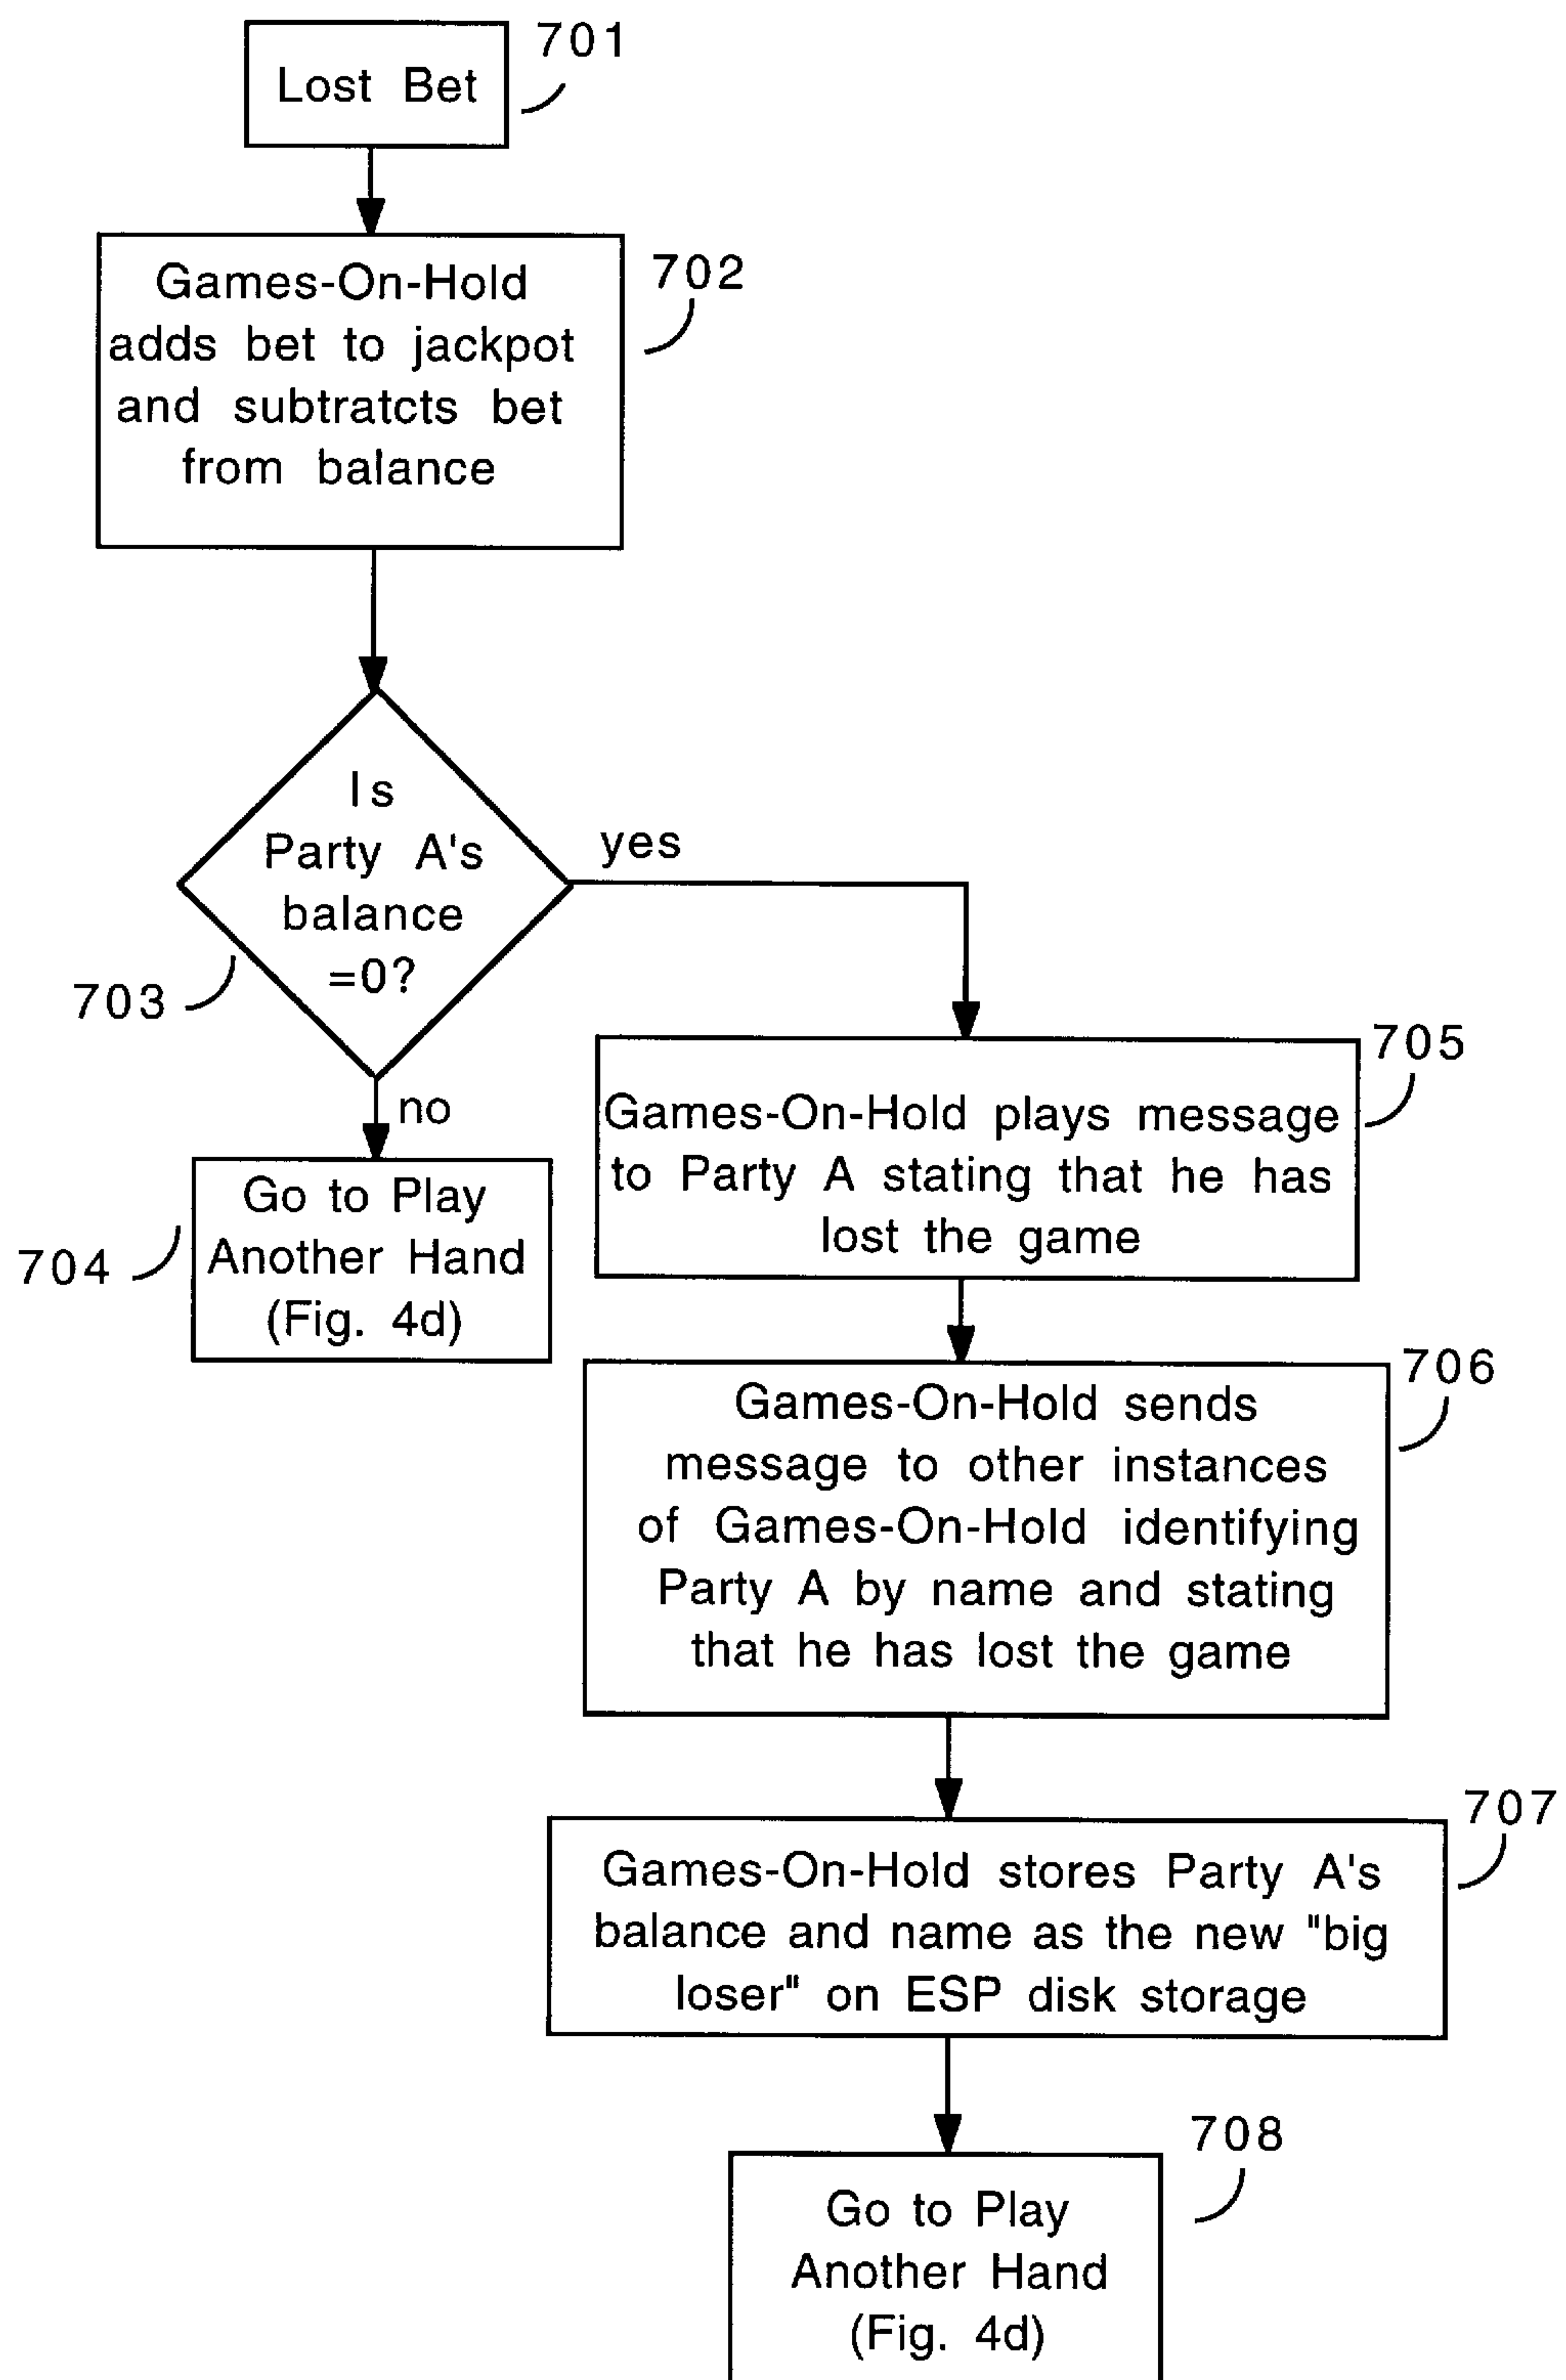 701
Lost Bet
702
Games-On-Hold
adds bet to jackpot
and subtratcts bet
from balance
Is
Party A's
balance
=0?
yes
703
no
704
Go to Play
Another Hand
(Fig. 4d)
705
Games-On-Hold plays message
to Party A stating that he has
lost the game
706
Games-On-Hold sends
message to other instances
of Games-On-Hold identifying
Party A by name and stating
that he has lost the game
707
Games-On-Hold stores Party A's
balance and name as the new "big
loser" on ESP disk storage
708
Go to Play
Another Hand
(Fig. 4d)